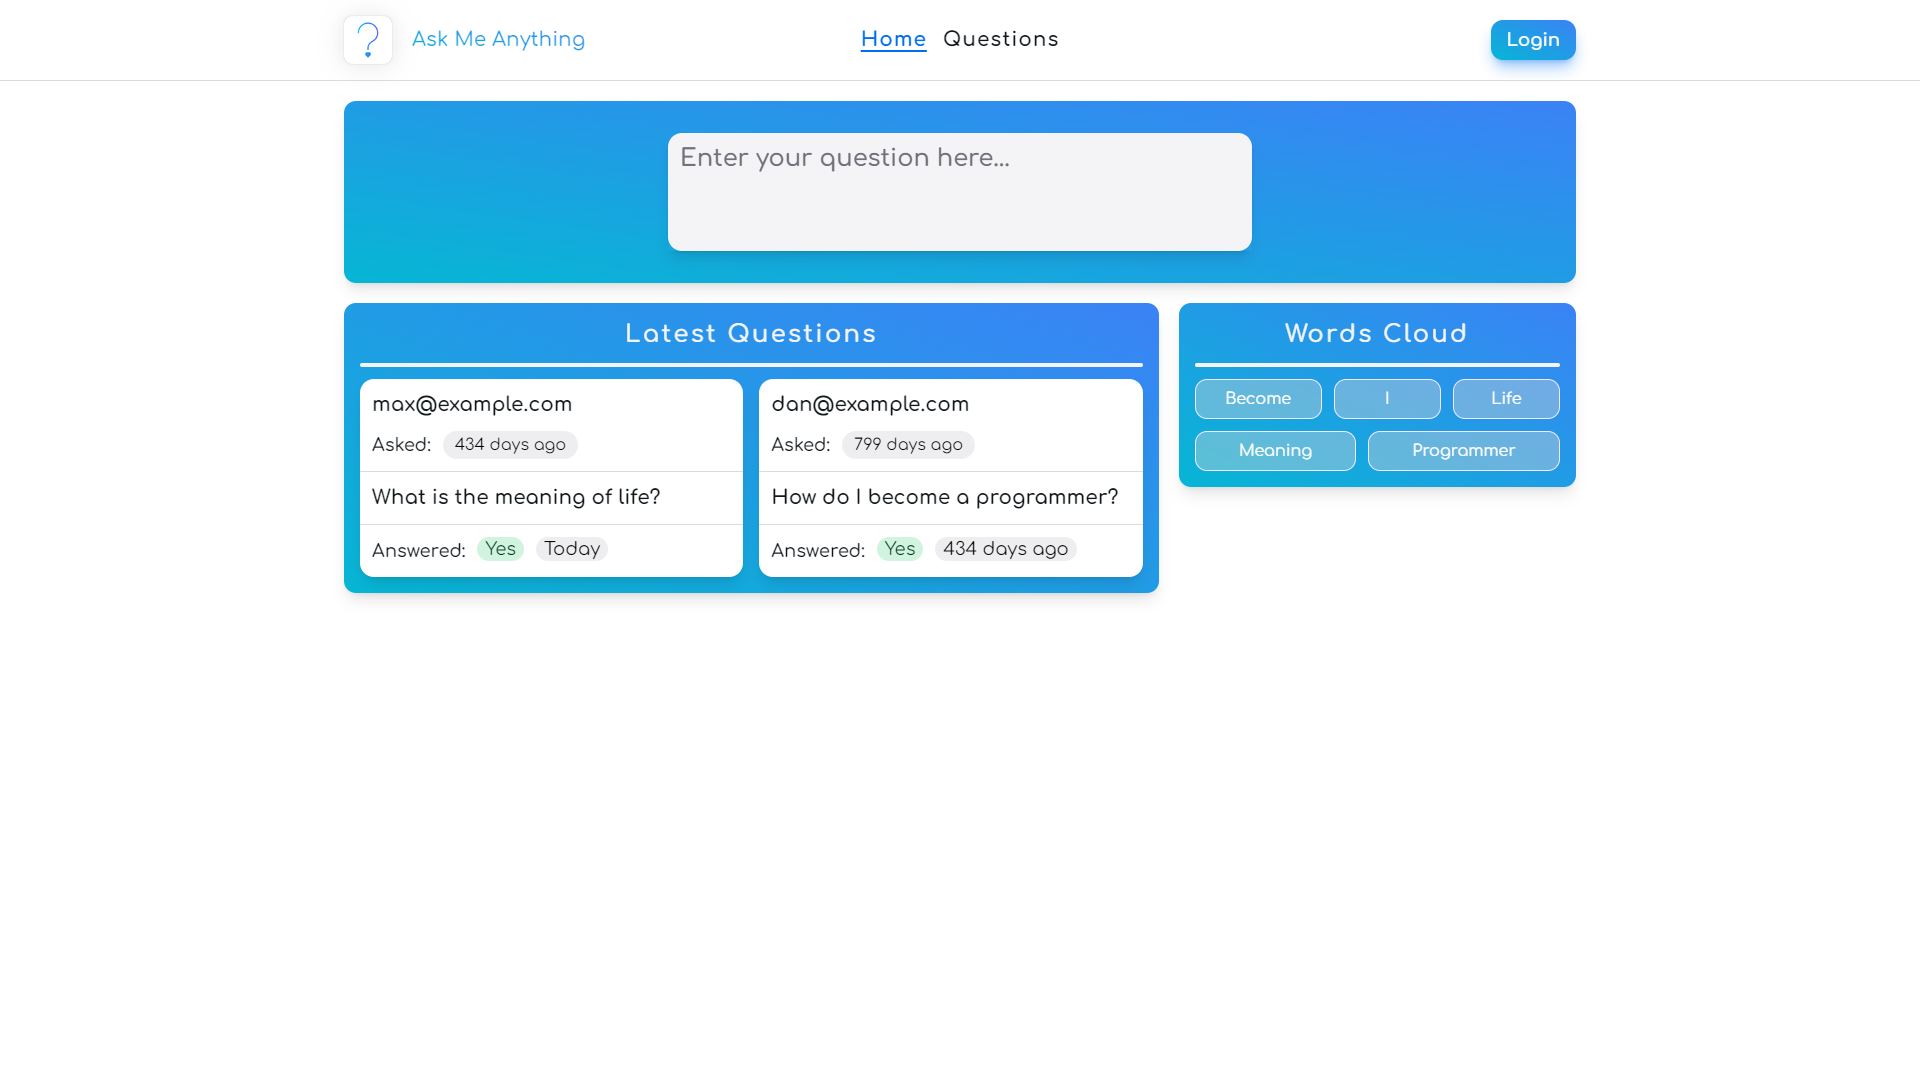 ? Ask Me Anything Home Questions Login
Enter your question here...
Latest Questions
max@example.com
Asked: 434 days ago
What is the meaning of life?
Answered: Yes Today
dan@example.com
Asked: 799 days ago
How do I become a programmer?
Answered: Yes 434 days ago
Words Cloud
Become I Life
Meaning Programmer